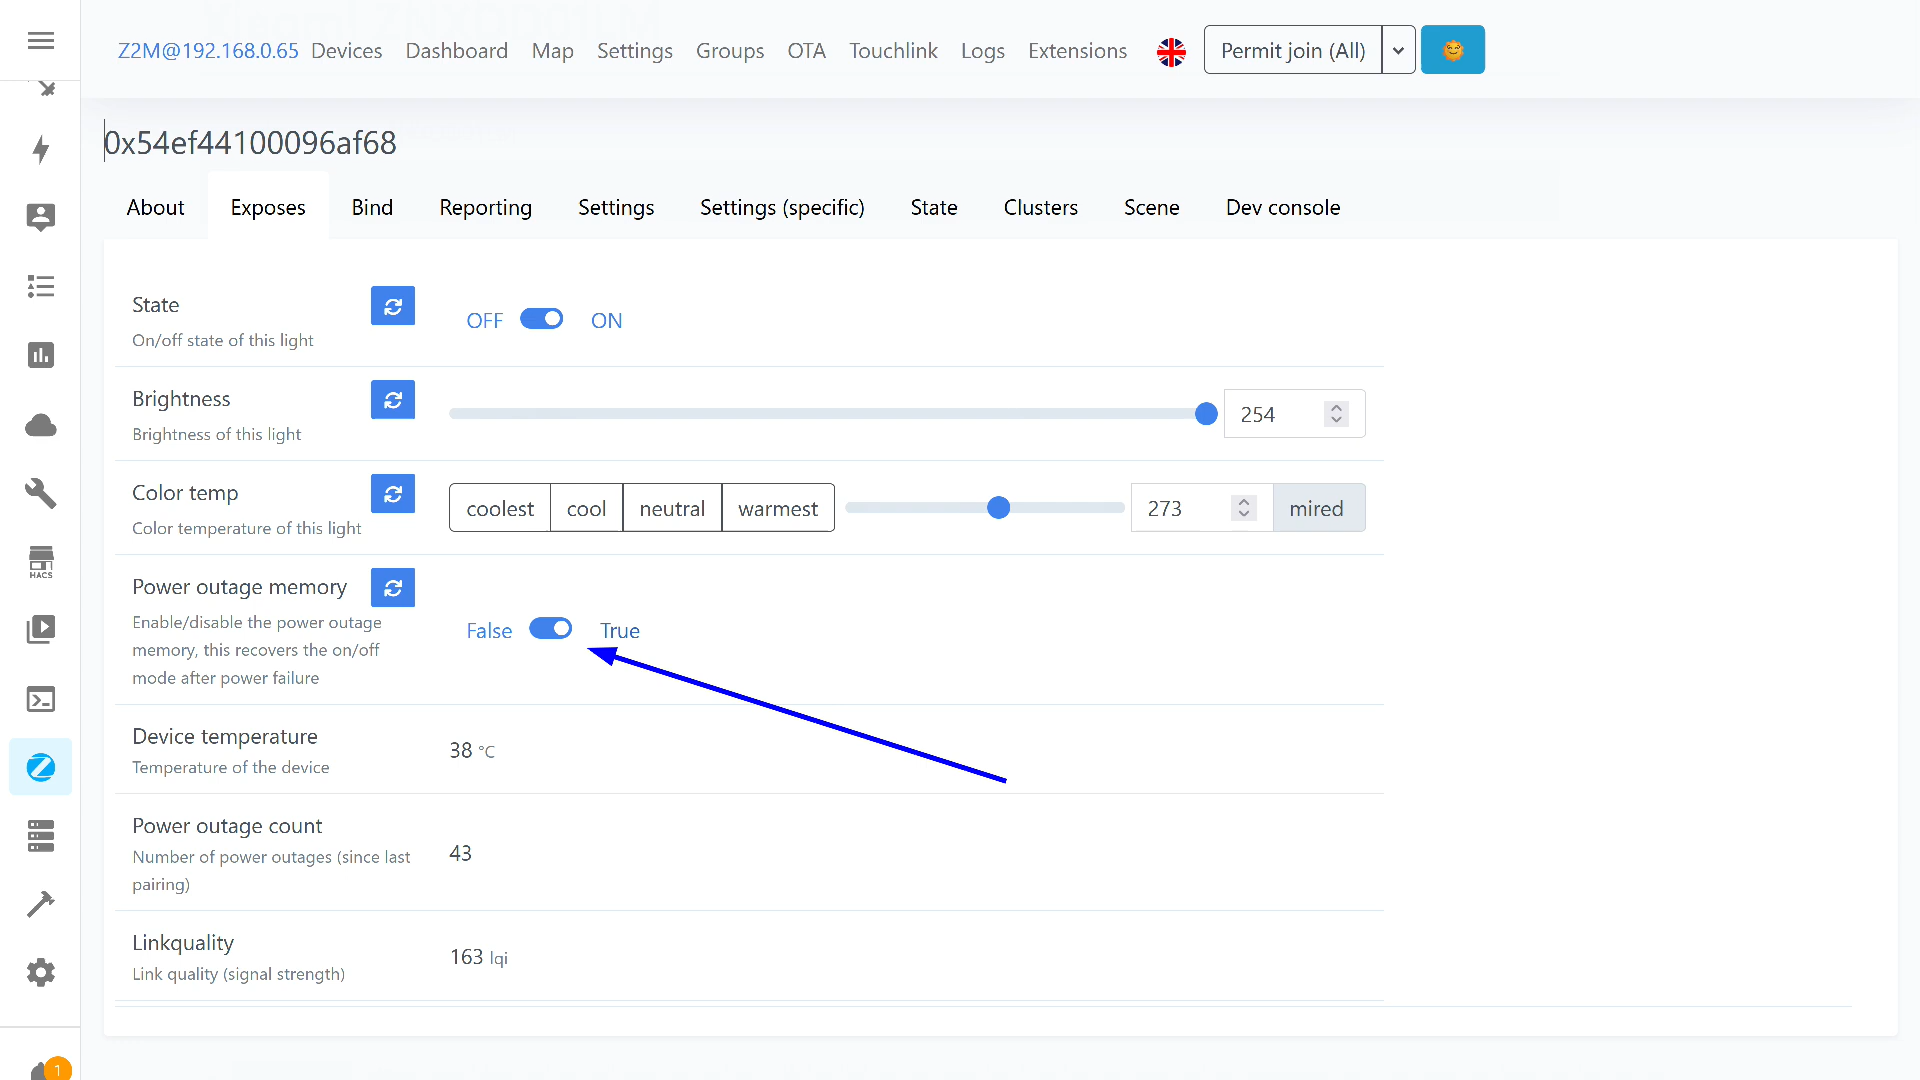 Z2M@192.168.0.65 Devices Dashboard Map Settings Groups OTA Touchlink Logs Extensions Permit join (All)
0x54ef44100096af68
About Exposes Bind Reporting Settings Settings (specific) State Clusters Scene Dev console
State
On/off state of this light
OFF ON
Brightness
Brightness of this light
254
Color temp
Color temperature of this light
coolest cool neutral warmest 273 mired
Power outage memory
Enable/disable the power outage
memory, this recovers the on/off
mode after power failure
False True
Device temperature
Temperature of the device
38 °C
Power outage count
Number of power outages (since last
pairing)
43
Linkquality
Link quality (signal strength)
163 lqi
HACS
1